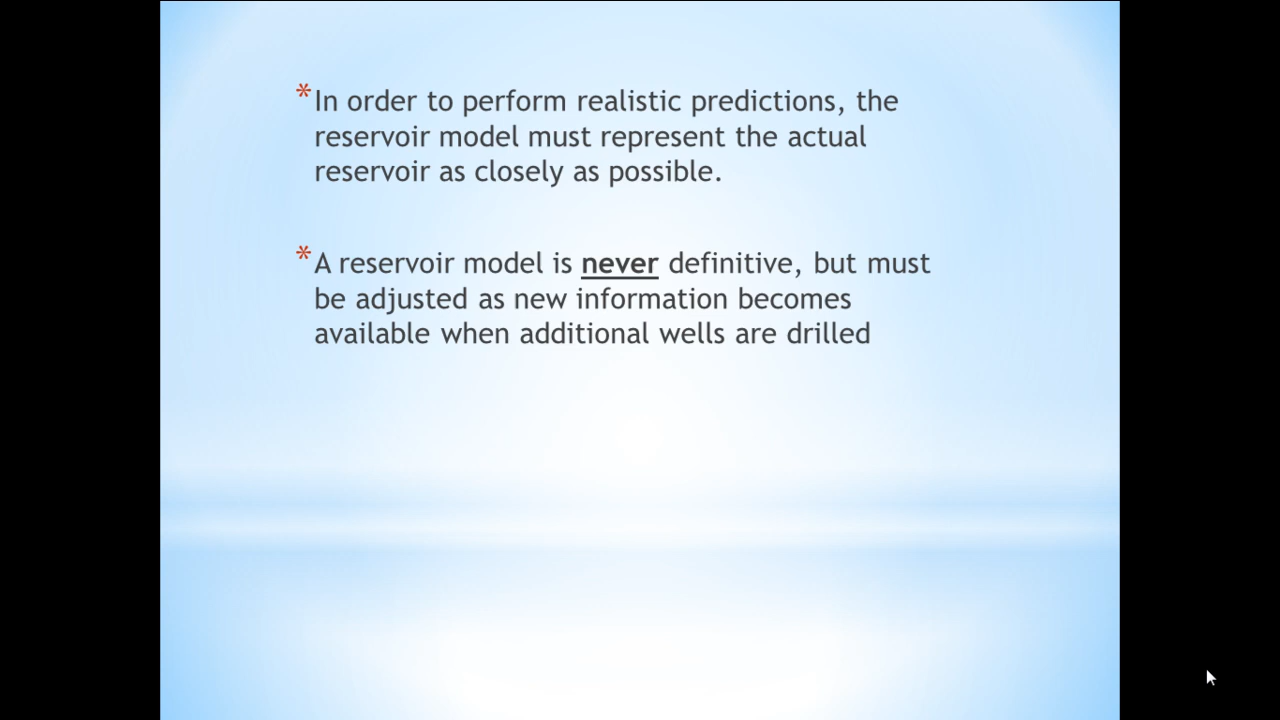 * In order to perform realistic predictions, the
reservoir model must represent the actual
reservoir as closely as possible.
* A reservoir model is never definitive, but must
be adjusted as new information becomes
available when additional wells are drilled